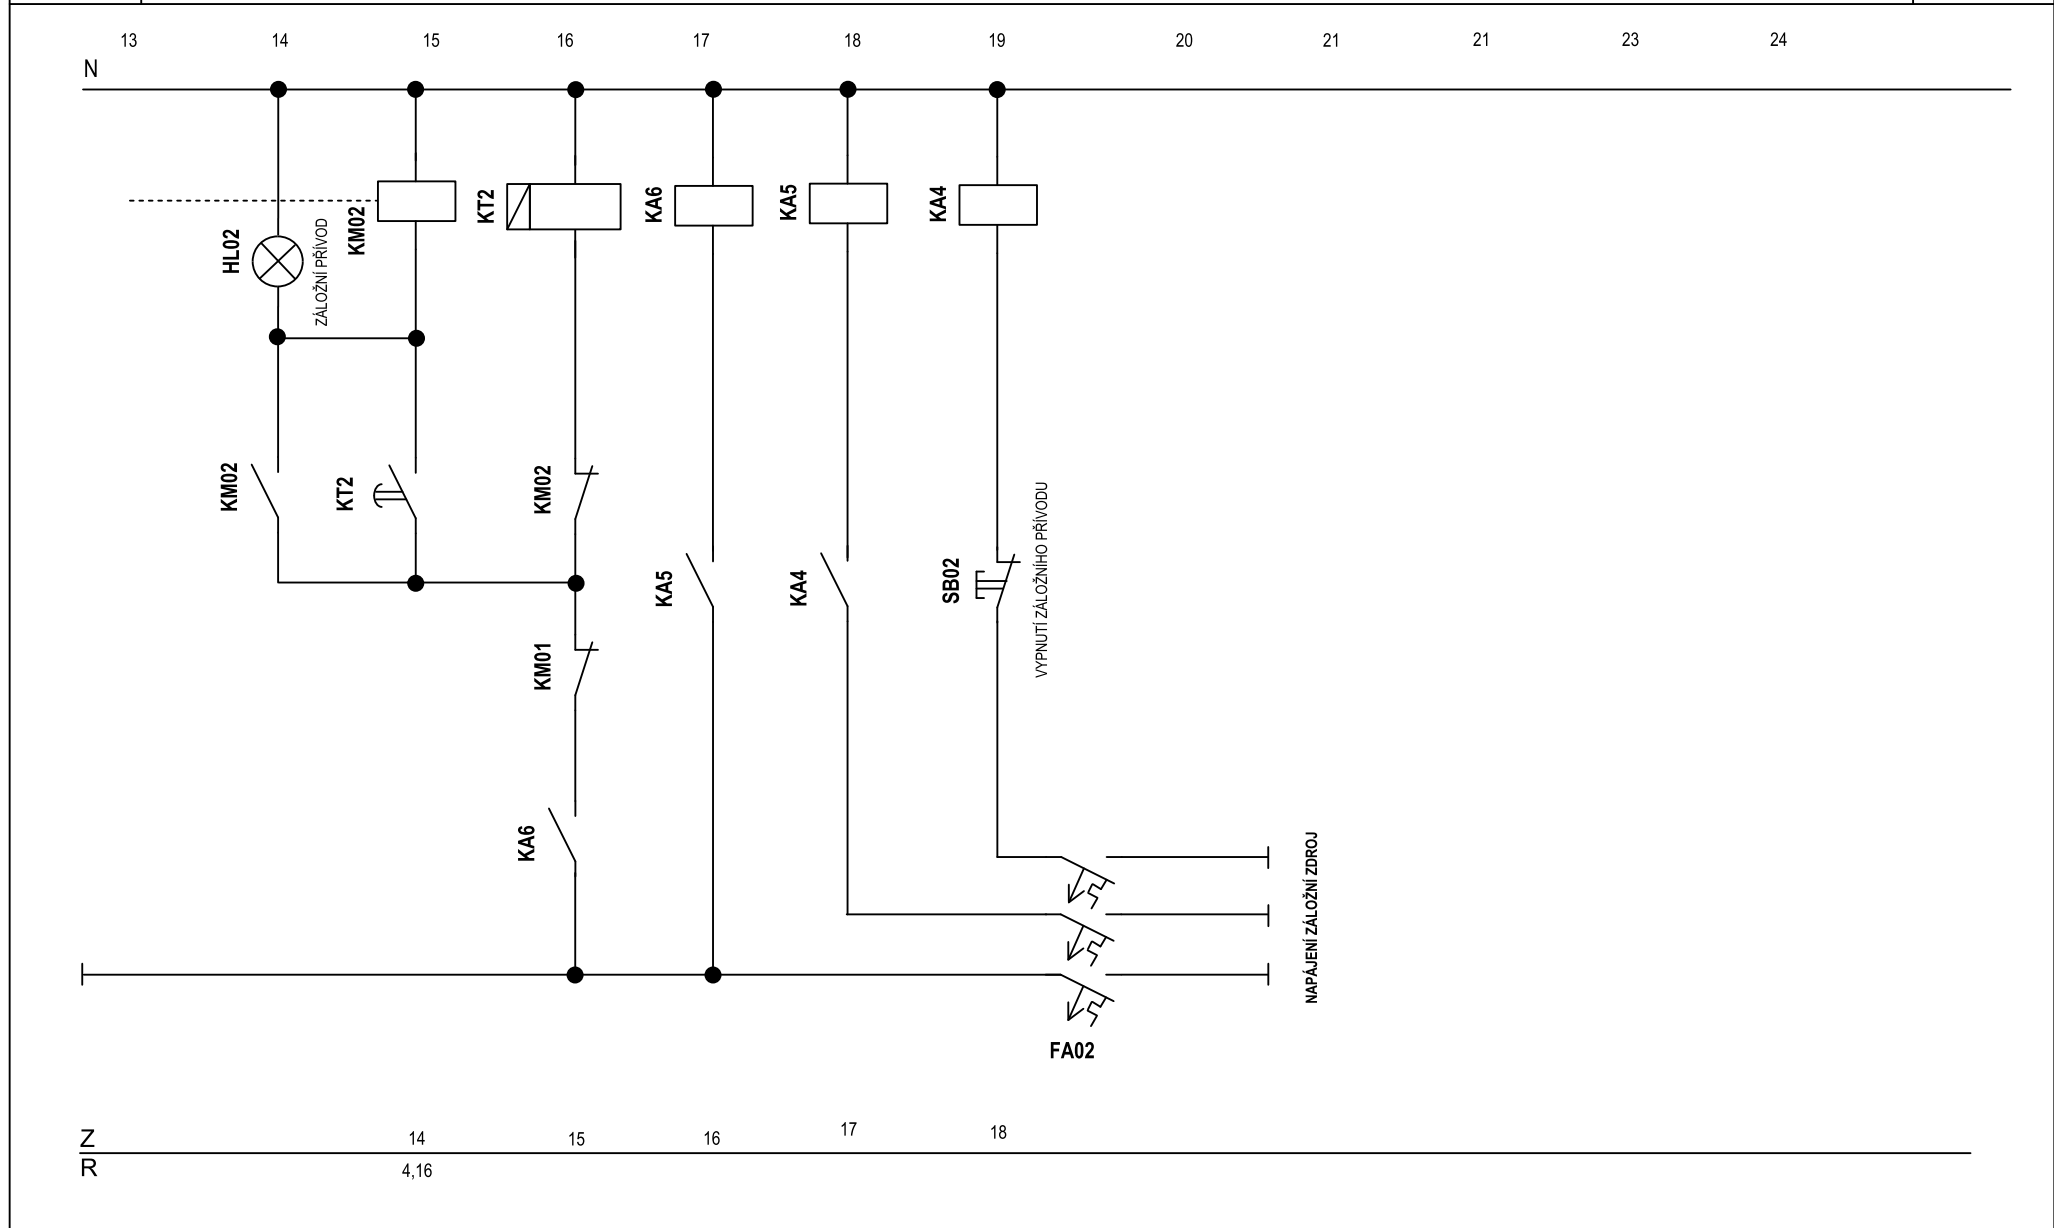 13 14 15 16 17 18 19 20 21 21 23 24
N
KM02
KT2
KA6
KA5
KA4
HL02
ZÁLOŽNÍ PŘÍVOD
KM02
KT2
KM02
KA5
KA4
SB02
VYPNUTÍ ZÁLOŽNÍHO PŘÍVODU
KM01
KA6
NAPÁJENÍ ZÁLOŽNÍ ZDROJ
FA02
Z 14 15 16 17 18
R 4,16